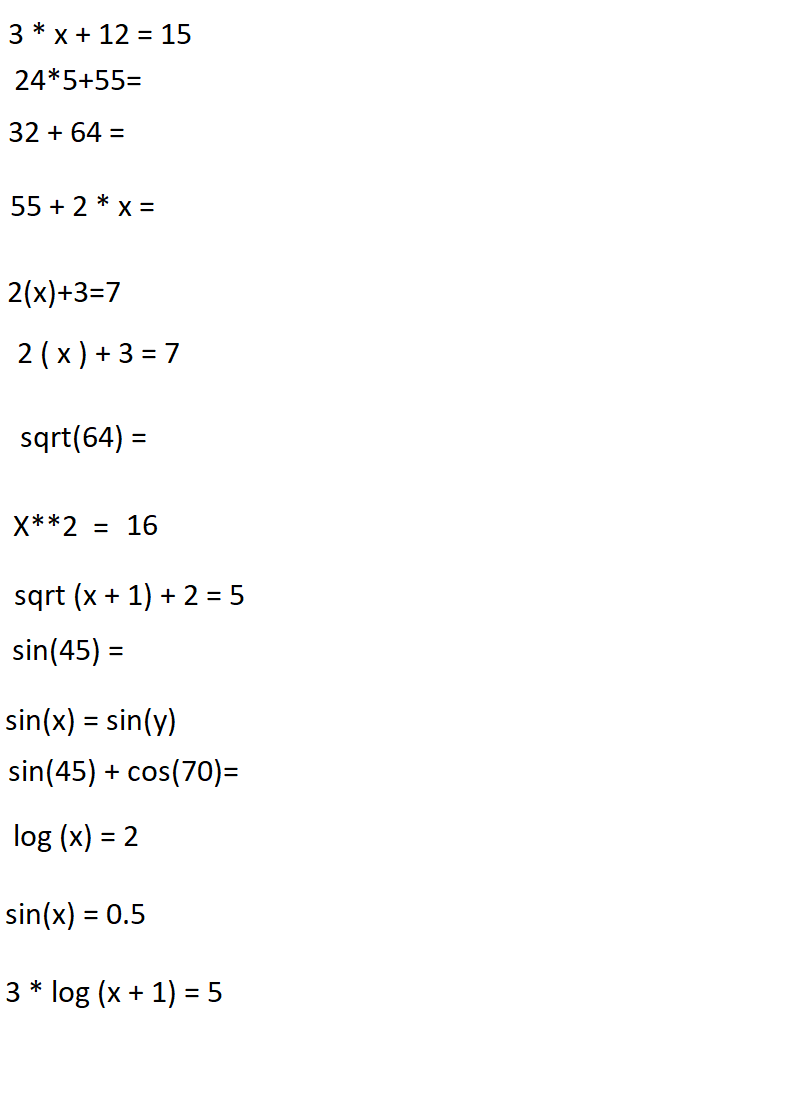 3 * x + 12 = 15
24*5+55=
32 + 64 =
55 + 2 * x =
2(x)+3=7
2 ( x ) + 3 = 7
sqrt(64) =
X**2 = 16
sqrt (x + 1) + 2 = 5
sin(45) =
sin(x) = sin(y)
sin(45) + cos(70)=
log (x) = 2
sin(x) = 0.5
3 * log (x + 1) = 5